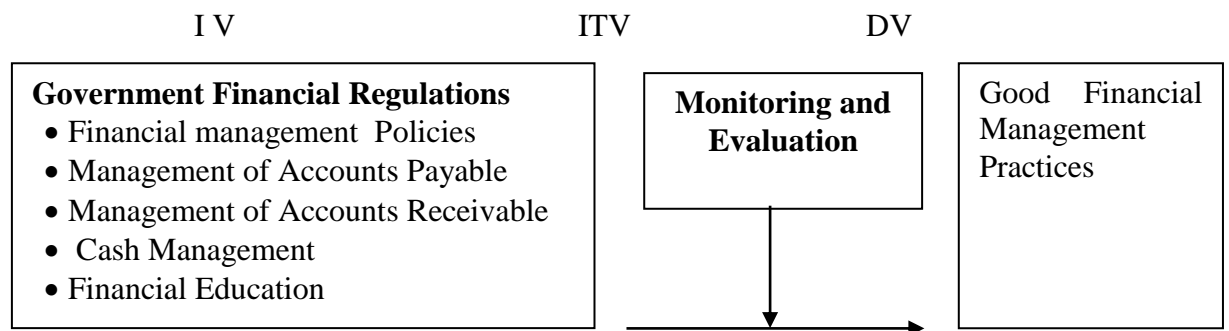 I V ITV DV
Government Financial Regulations
• Financial management Policies
• Management of Accounts Payable
• Management of Accounts Receivable
• Cash Management
• Financial Education
Monitoring and
Evaluation
Good Financial
Management
Practices